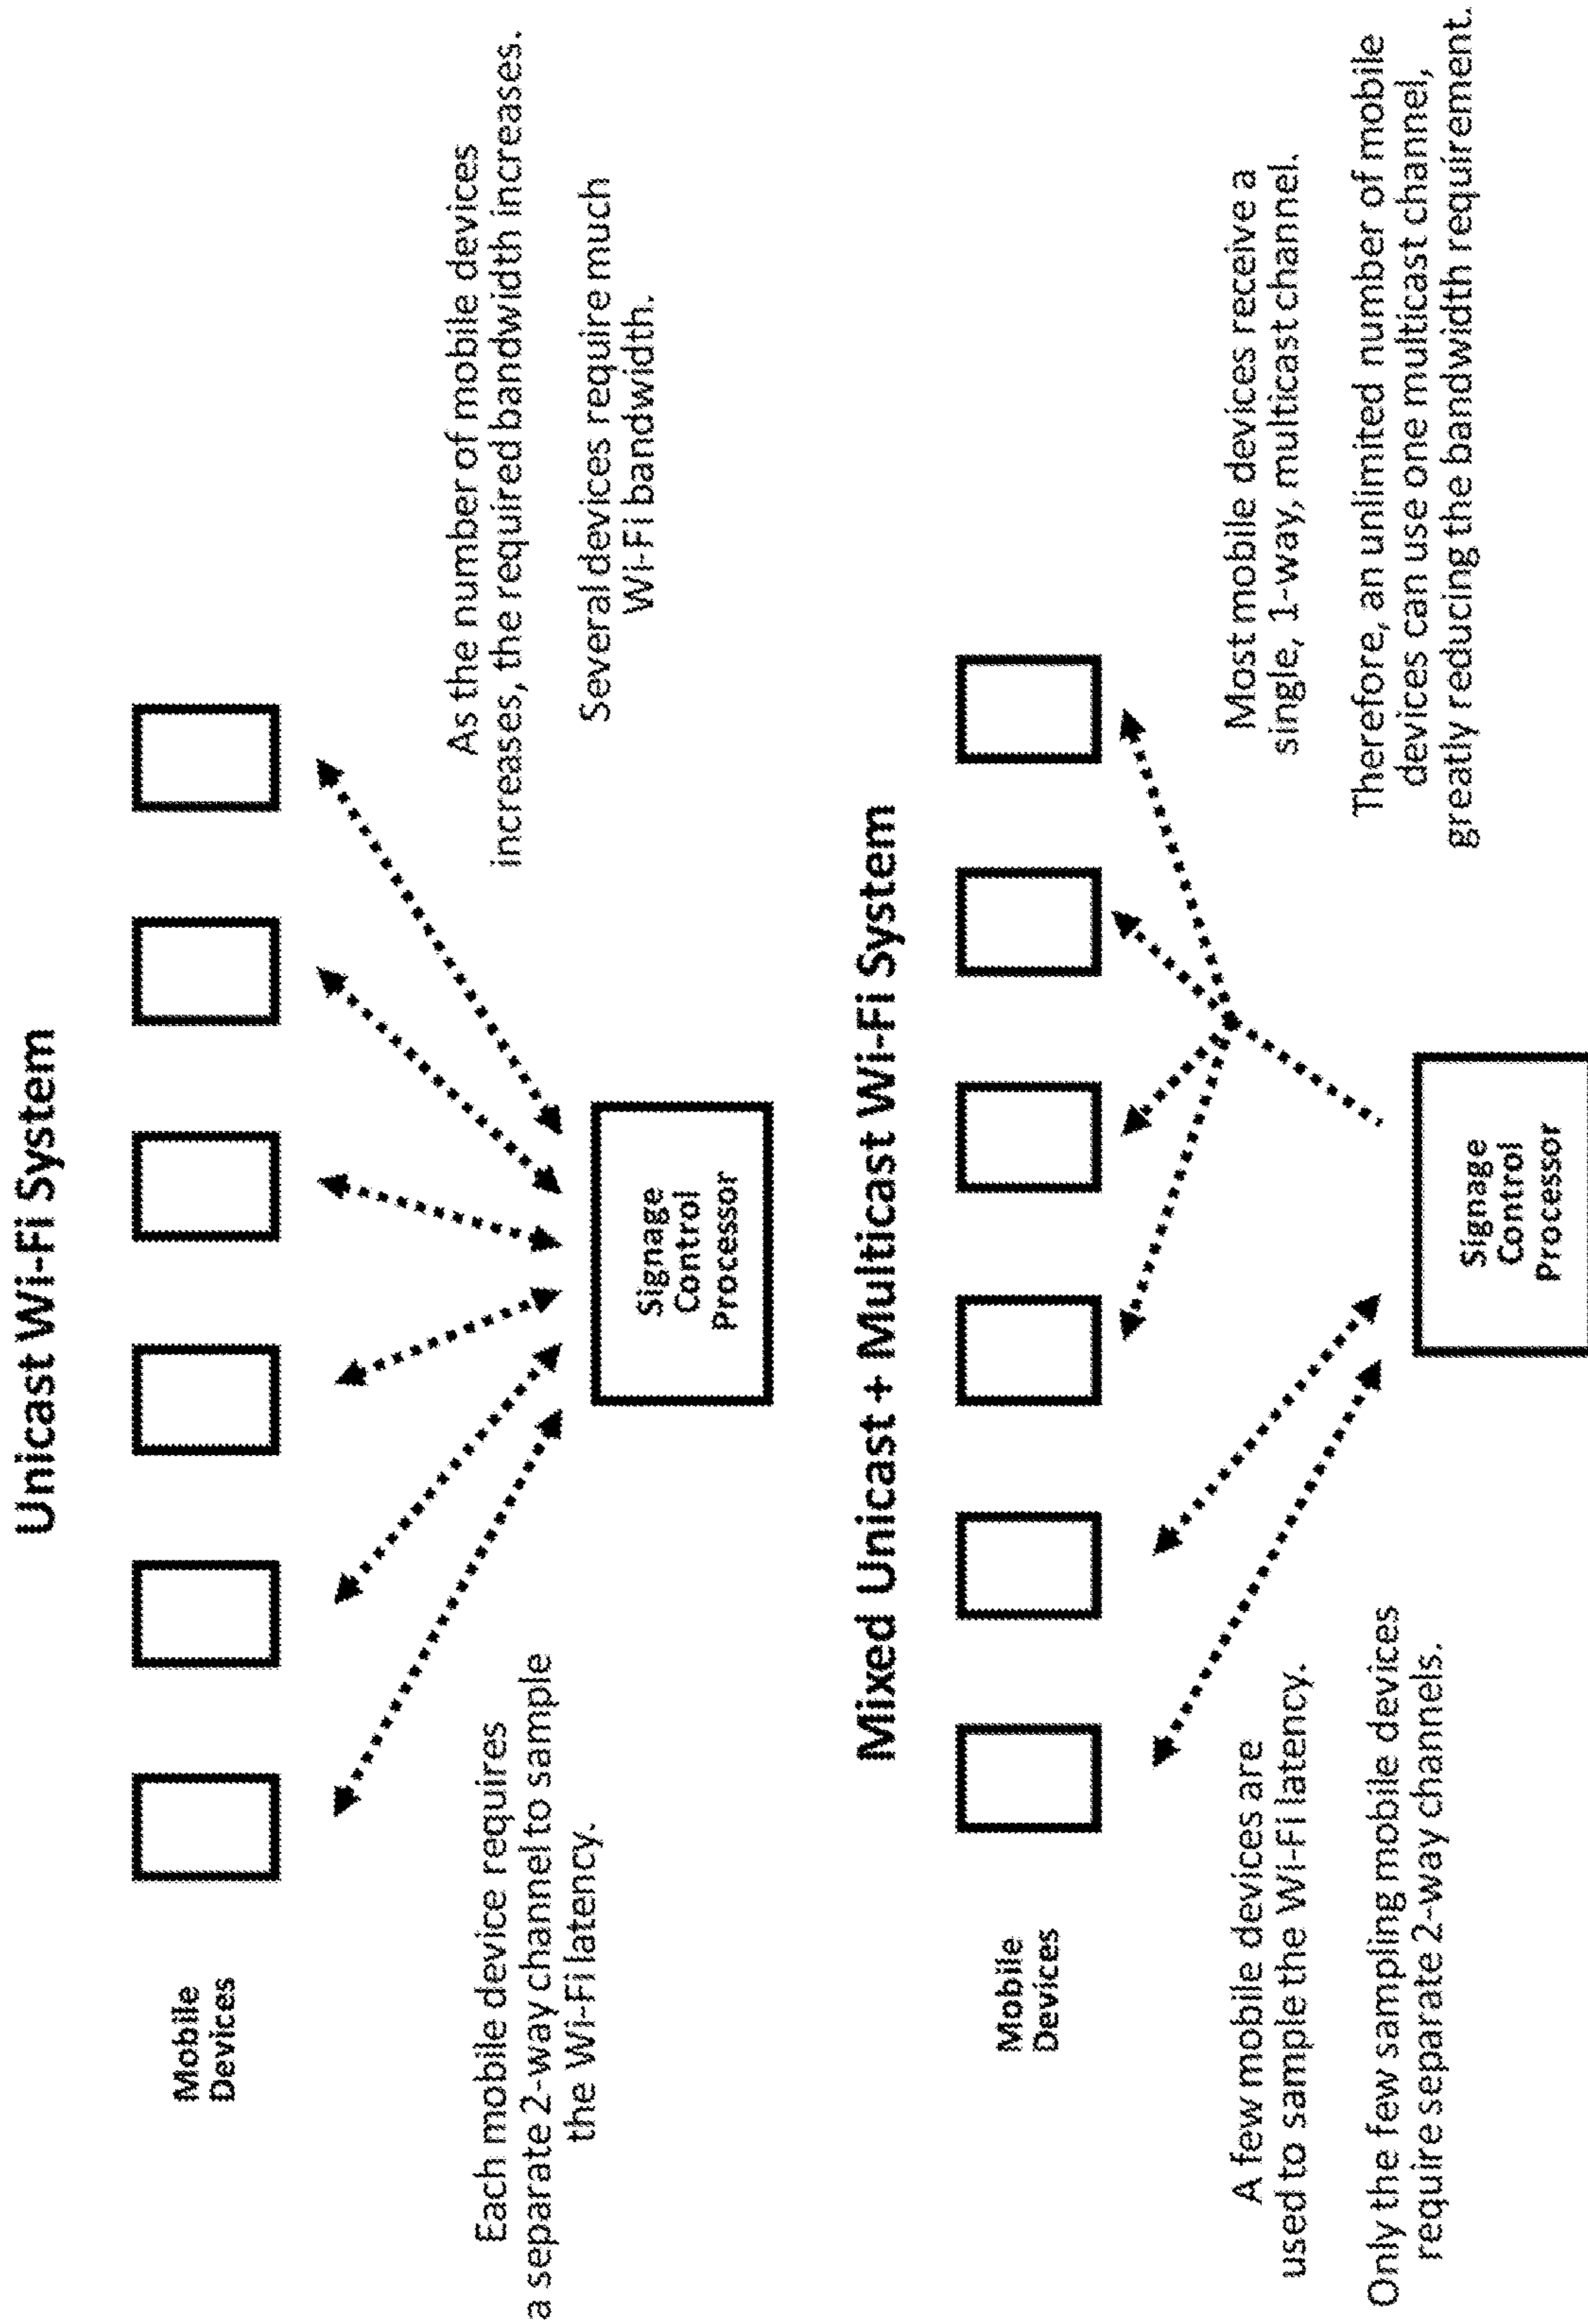 Unicast Wi-Fi System
Mobile
Devices
Each mobile device requires
a separate 2-way channel to sample
the Wi-Fi latency.
Signage
Control
Processor
As the number of mobile devices
increases, the required bandwidth increases.
Several devices require much
Wi-Fi bandwidth.
Mixed Unicast + Multicast Wi-Fi System
Mobile
Devices
A few mobile devices are
used to sample the Wi-Fi latency.
Only the few sampling mobile devices
require separate 2-way channels.
Signage
Control
Processor
Most mobile devices receive a
single, 1-way, multicast channel.
Therefore, an unlimited number of mobile
devices can use one multicast channel,
greatly reducing the bandwidth requirement.